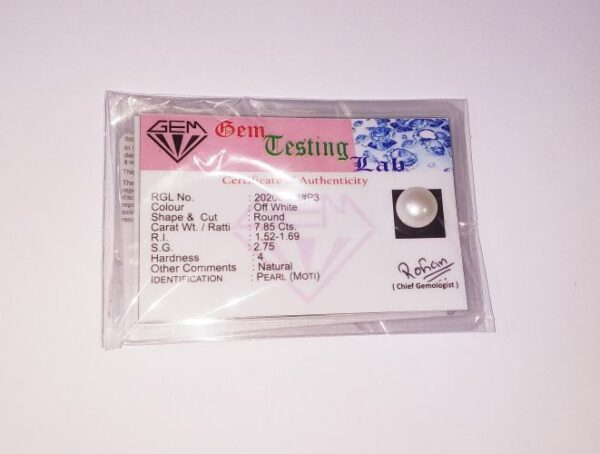 GEM
Gem
Testing
Lab
Certificate of Authenticity
RGL No. :
Colour : Off White
Shape & Cut : Round
Carat Wt. / Ratti : 7.85 Cts.
R.I. : 1.52-1.69
S.G. : 2.75
Hardness : 4
Other Comments : Natural
IDENTIFICATION : PEARL (MOTI)
( Chief Gemologist )